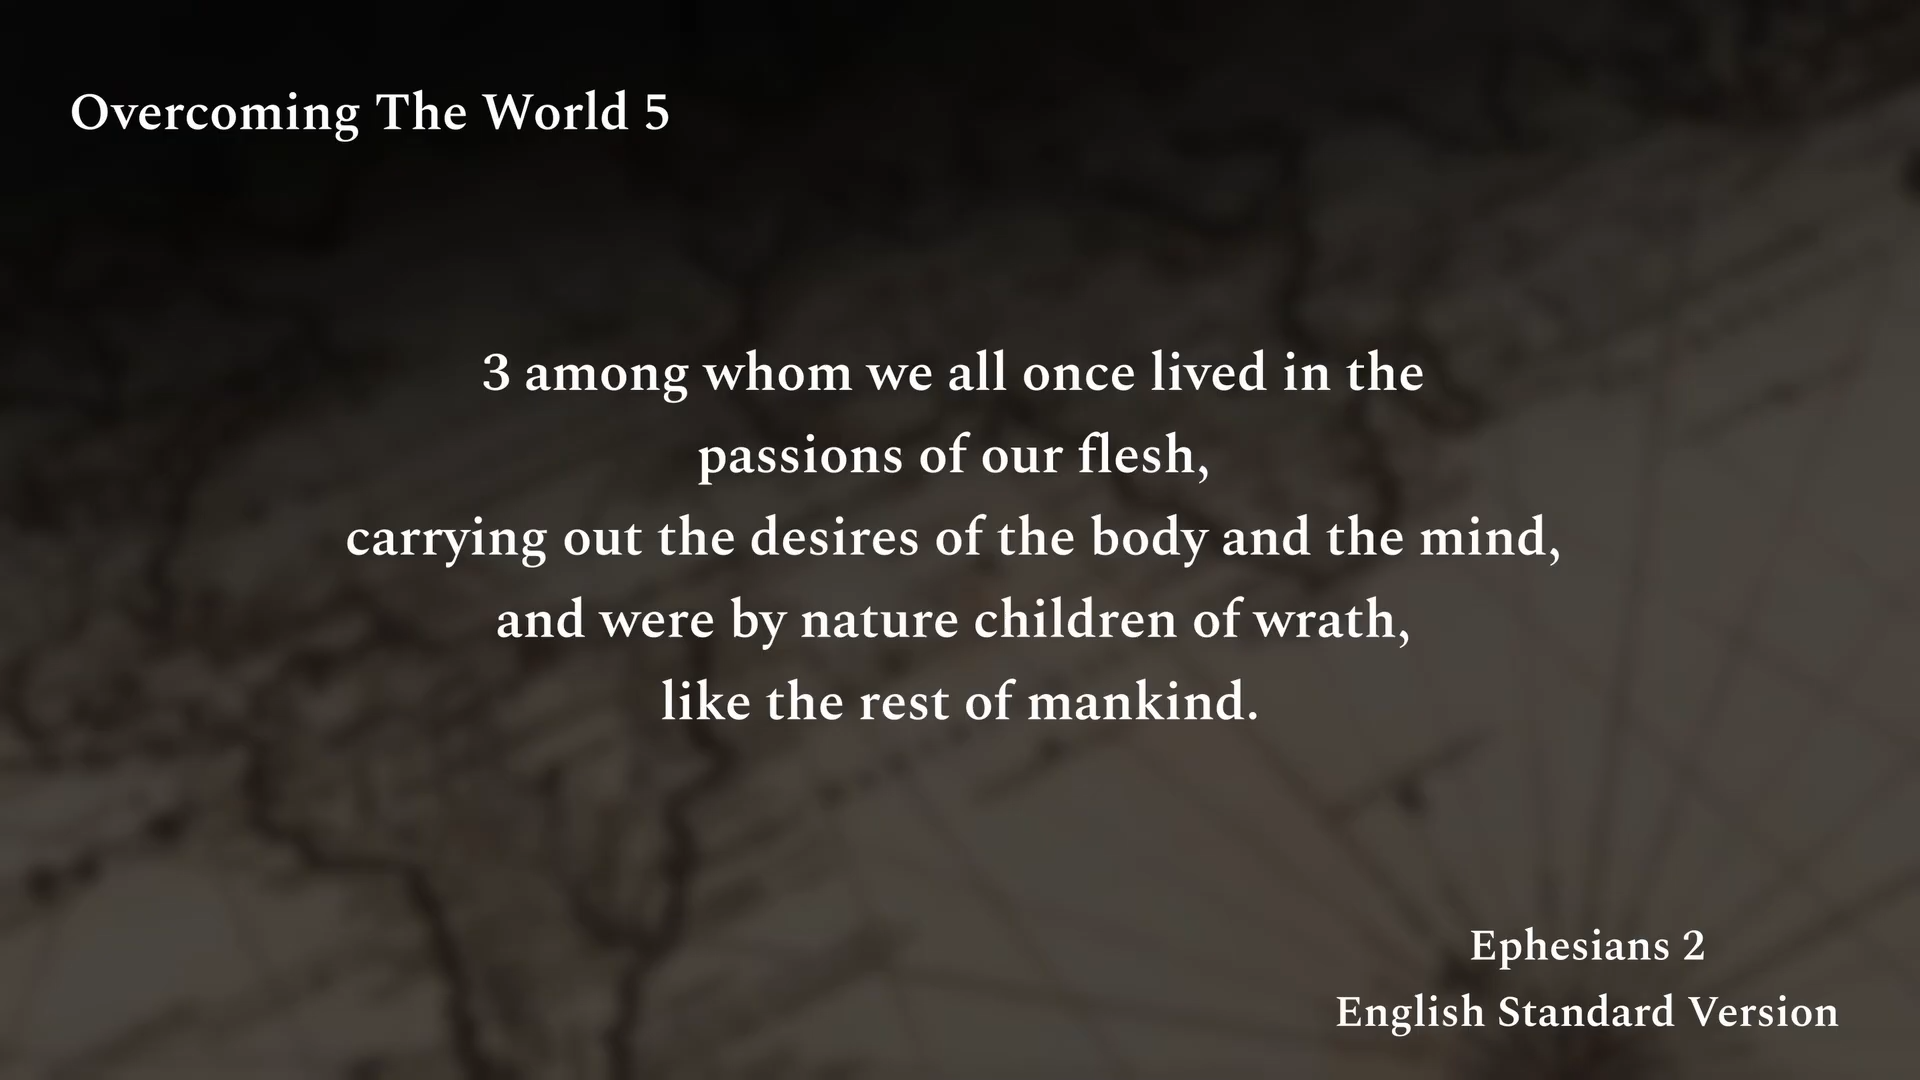 Overcoming The World 5
3 among whom we all once lived in the
passions of our flesh,
carrying out the desires of the body and the mind,
and were by nature children of wrath,
like the rest of mankind.
Ephesians 2
English Standard Version